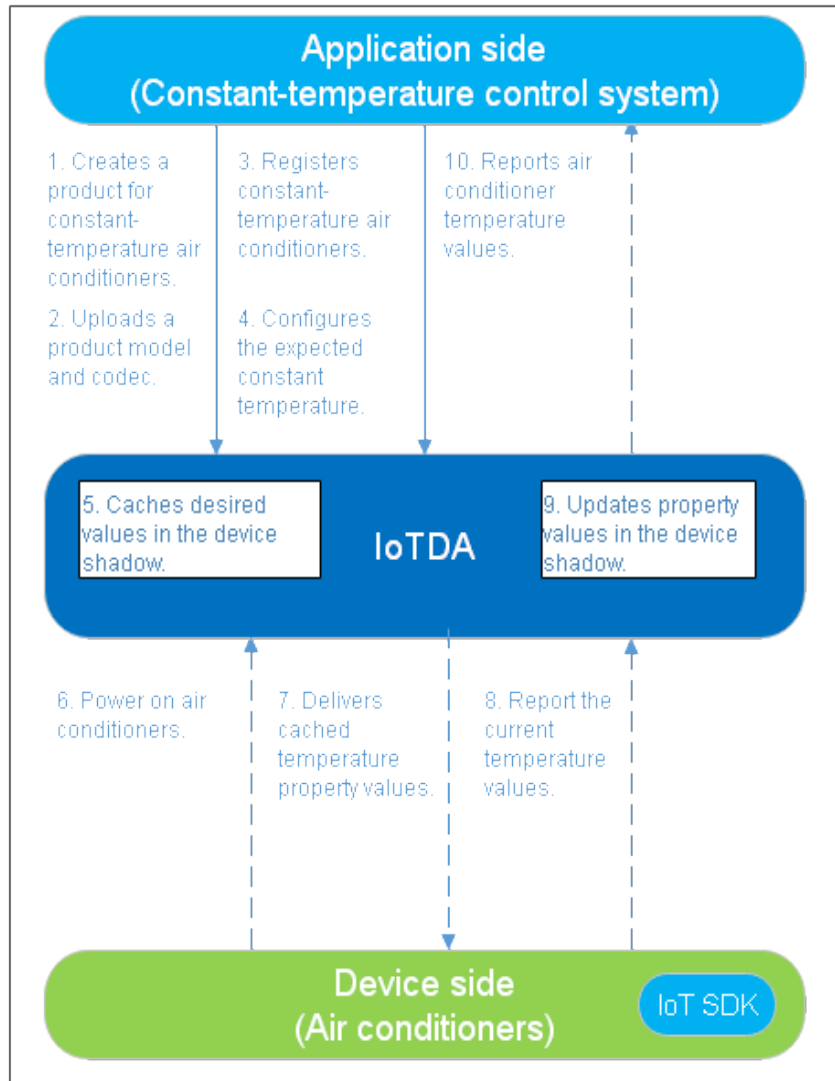 Application side
(Constant-temperature control system)
1. Creates a
product for
constant-
temperature air
conditioners.
2. Uploads a
product model
and codec.
3. Registers
constant-
temperature air
conditioners.
4. Configures
the expected
constant
temperature.
10. Reports air
conditioner
temperature
values.
5. Caches desired
values in the device
shadow.
IoTDA
9. Updates property
values in the device
shadow.
6. Power on air
conditioners.
7. Delivers
cached
temperature
property values.
8. Report the
current
temperature
values.
Device side
(Air conditioners)
IoT SDK